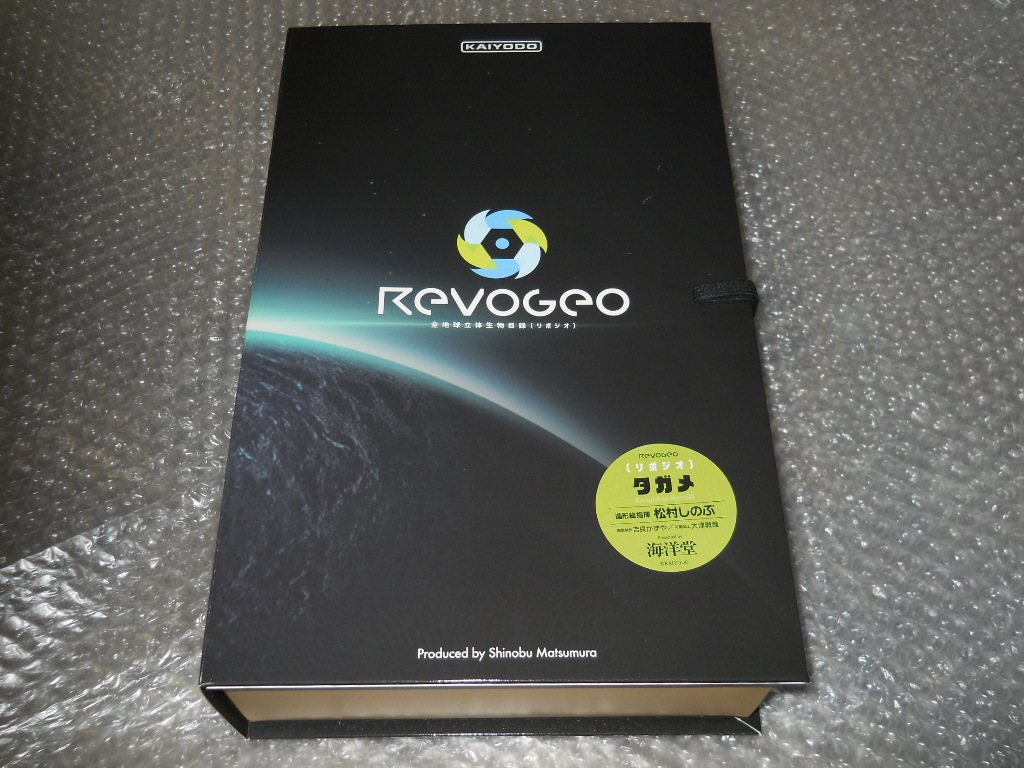 KAIYODO
REVOGEO
全地球立体生物目録〔リボジオ〕
REVOGEO
〔リボジオ〕
タガメ
造形総指揮 松村しのぶ
海洋堂
©KAIYODO
Produced by Shinobu Matsumura